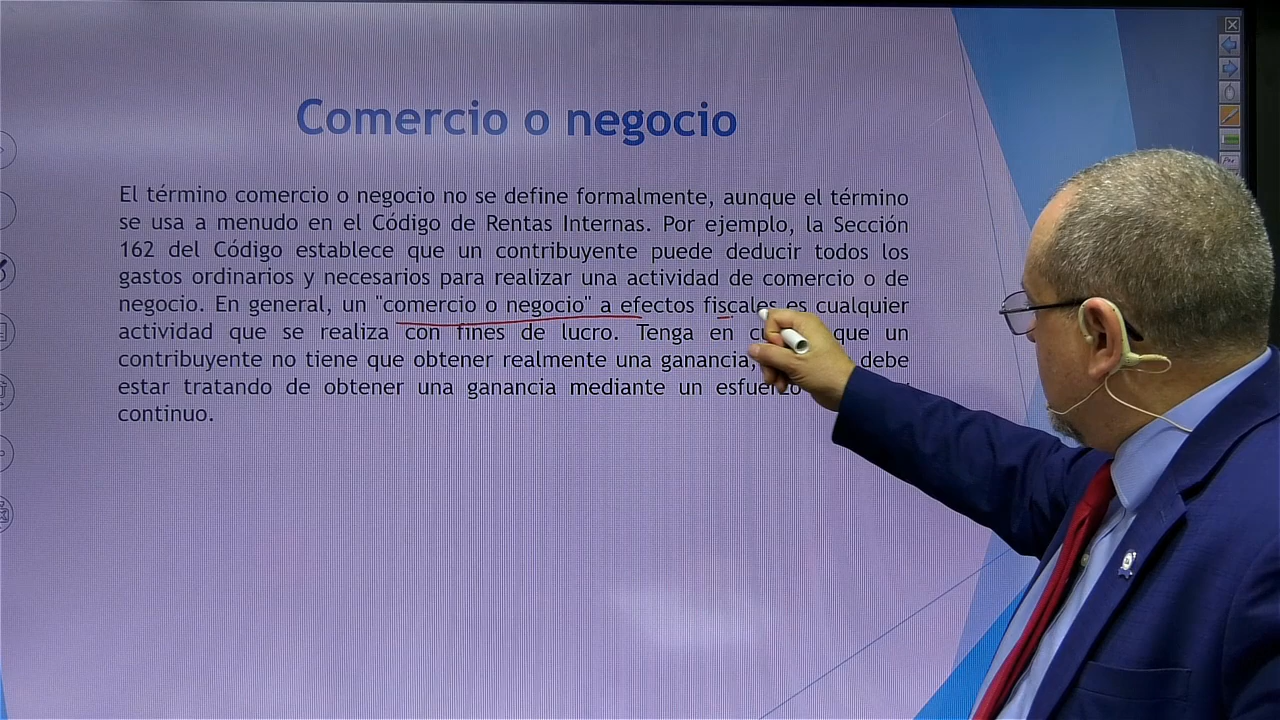 Comercio o negocio
El término comercio o negocio no se define formalmente, aunque el término
se usa a menudo en el Código de Rentas Internas. Por ejemplo, la Sección
162 del Código establece que un contribuyente puede deducir todos los
gastos ordinarios y necesarios para realizar una actividad de comercio o de
negocio. En general, un "comercio o negocio" a efectos fiscales es cualquier
actividad que se realiza con fines de lucro. Tenga en que un
contribuyente no tiene que obtener realmente una ganancia, debe
estar tratando de obtener una ganancia mediante un esfuerzo
continuo.